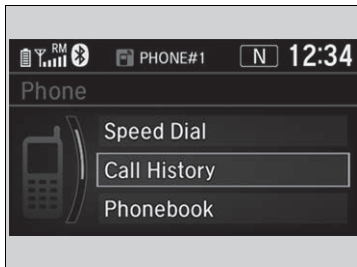 RM PHONE#1 N 12:34
Phone
Speed Dial
Call History
Phonebook